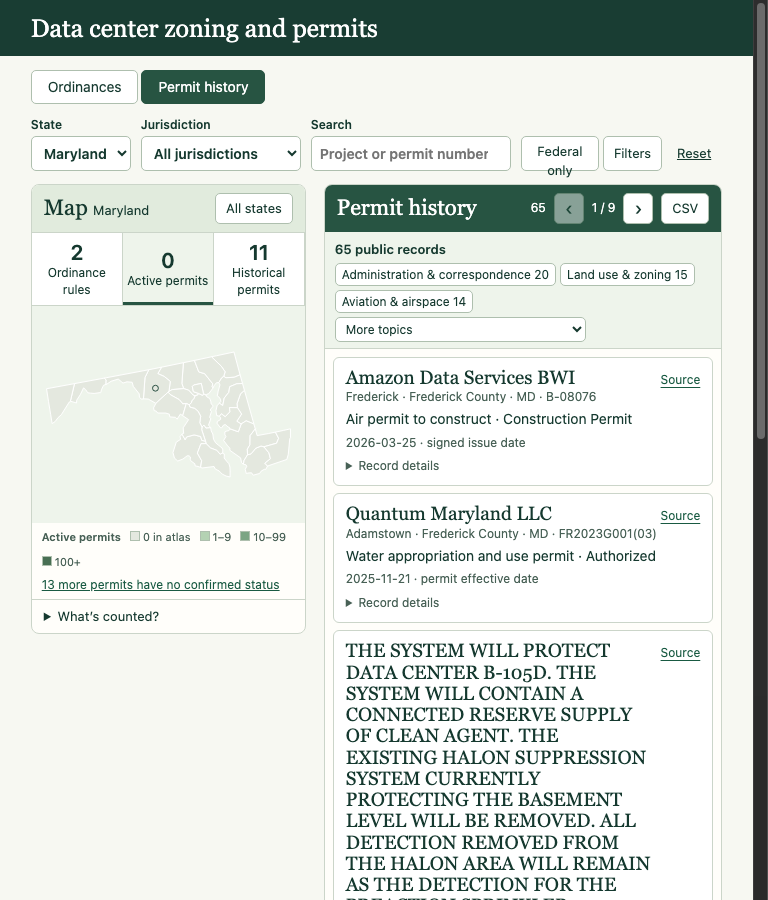 Data center zoning and permits
Ordinances
Permit history
State
Jurisdiction
Search
Maryland
All jurisdictions
Project or permit number
Federal
only
Filters
Reset
Map Maryland
All states
2
Ordinance
rules
0
Active permits
11
Historical
permits
Active permits 0 in atlas 1–9 10–99
100+
13 more permits have no confirmed status
What's counted?
Permit history
65
‹
1 / 9
›
CSV
65 public records
Administration & correspondence 20
Land use & zoning 15
Aviation & airspace 14
More topics
Amazon Data Services BWI
Source
Frederick · Frederick County · MD · B-08076
Air permit to construct · Construction Permit
2026-03-25 · signed issue date
Record details
Quantum Maryland LLC
Source
Adamstown · Frederick County · MD · FR2023G001(03)
Water appropriation and use permit · Authorized
2025-11-21 · permit effective date
Record details
THE SYSTEM WILL PROTECT
Source
DATA CENTER B-105D. THE
SYSTEM WILL CONTAIN A
CONNECTED RESERVE SUPPLY
OF CLEAN AGENT. THE
EXISTING HALON SUPPRESSION
SYSTEM CURRENTLY
PROTECTING THE BASEMENT
LEVEL WILL BE REMOVED. ALL
DETECTION REMOVED FROM
THE HALON AREA WILL REMAIN
AS THE DETECTION FOR THE